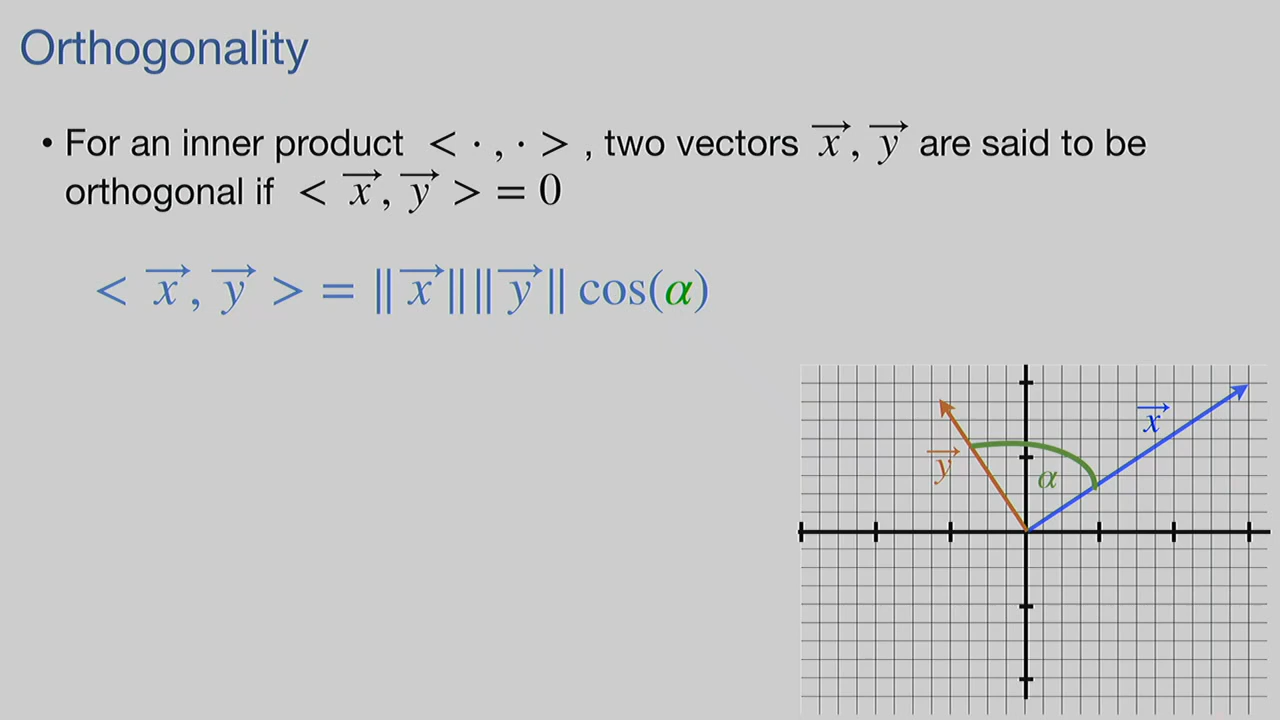 Orthogonality
• For an inner product < · , · > , two vectors x⃗, y⃗ are said to be
orthogonal if < x⃗, y⃗ > = 0
< x⃗, y⃗ > = ‖x⃗‖‖y⃗‖ cos(α)
x⃗
y⃗
α